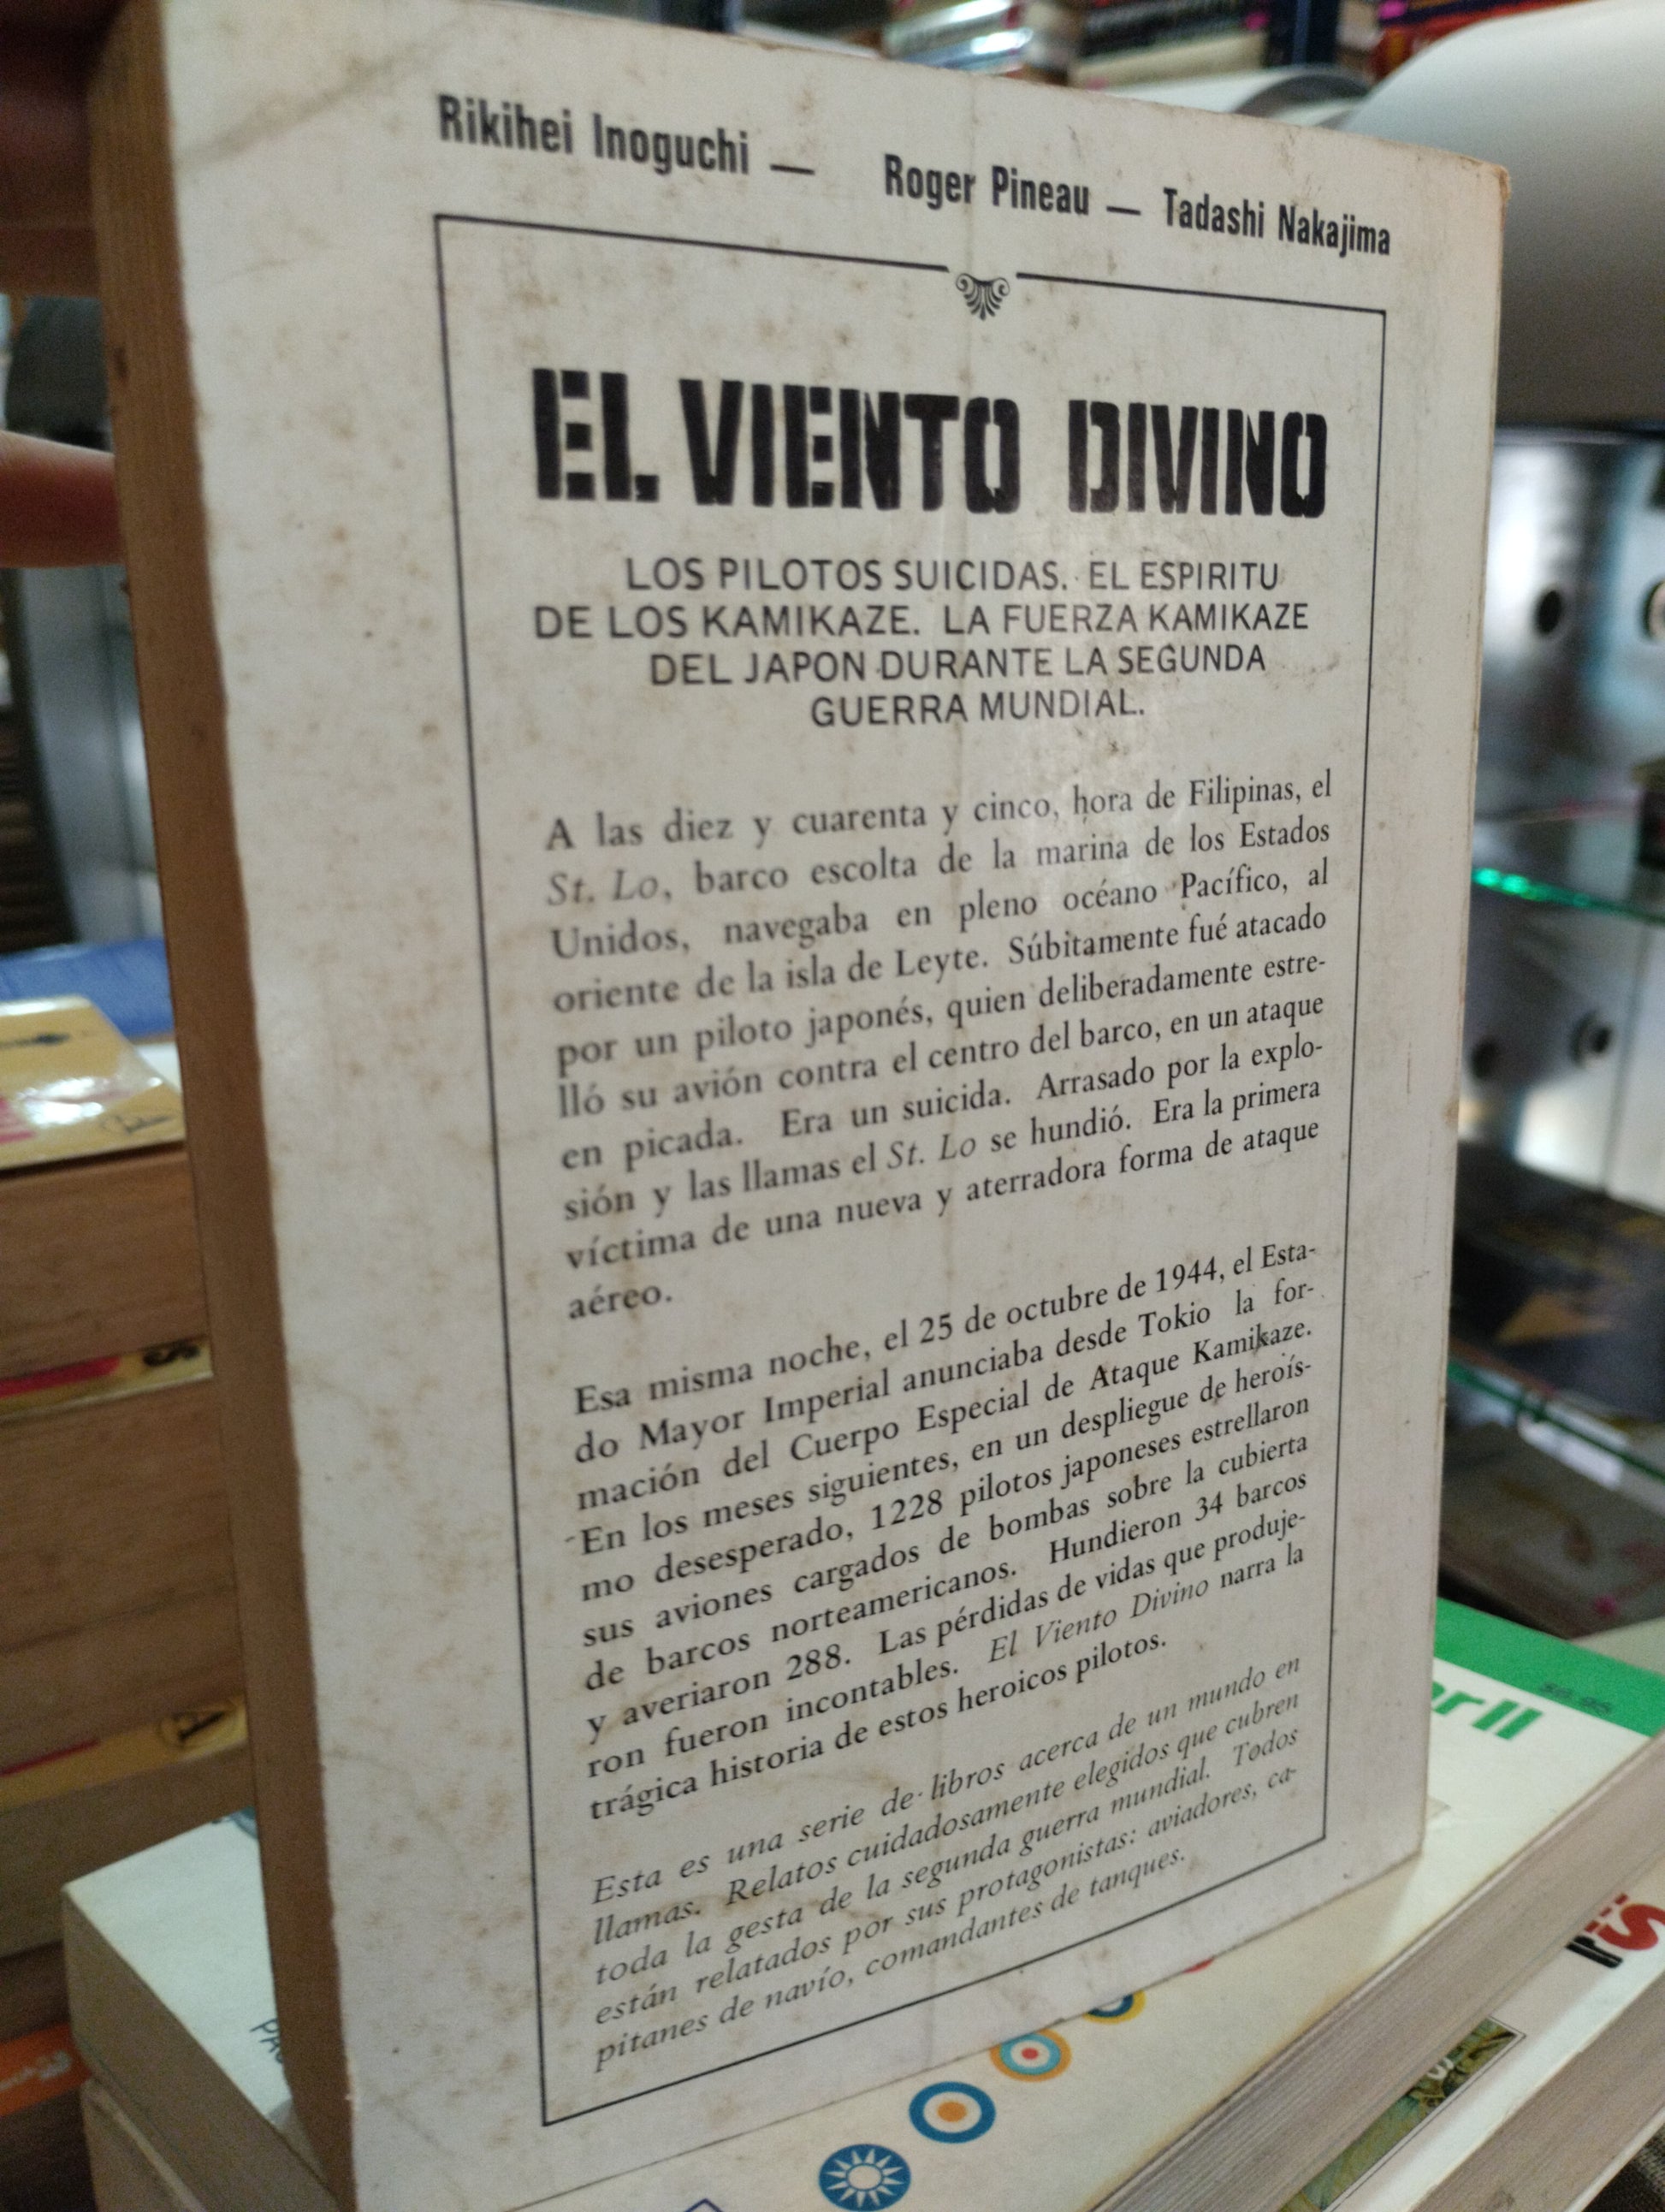 Rikihei Inoguchi — Roger Pineau — Tadashi Nakajima
EL VIENTO DIVINO
LOS PILOTOS SUICIDAS. EL ESPIRITU
DE LOS KAMIKAZE. LA FUERZA KAMIKAZE
DEL JAPON DURANTE LA SEGUNDA
GUERRA MUNDIAL.
A las diez y cuarenta y cinco, hora de Filipinas, el
St. Lo, barco escolta de la marina de los Estados
Unidos, navegaba en pleno océano Pacífico, al
oriente de la isla de Leyte. Súbitamente fué atacado
por un piloto japonés, quien deliberadamente estre-
lló su avión contra el centro del barco, en un ataque
en picada. Era un suicida. Arrasado por la explo-
sión y las llamas el St. Lo se hundió. Era la primera
víctima de una nueva y aterradora forma de ataque
aéreo.
Esa misma noche, el 25 de octubre de 1944, el Esta-
do Mayor Imperial anunciaba desde Tokio la for-
mación del Cuerpo Especial de Ataque Kamikaze.
En los meses siguientes, en un despliegue de heroís-
mo desesperado, 1228 pilotos japoneses estrellaron
sus aviones cargados de bombas sobre la cubierta
de barcos norteamericanos. Hundieron 34 barcos
y averiaron 288. Las pérdidas de vidas que produje-
ron fueron incontables. El Viento Divino narra la
trágica historia de estos heroicos pilotos.
Esta es una serie de libros acerca de un mundo en
llamas. Relatos cuidadosamente elegidos que cubren
toda la gesta de la segunda guerra mundial. Todos
están relatados por sus protagonistas: aviadores, ca-
pitanes de navío, comandantes de tanques.